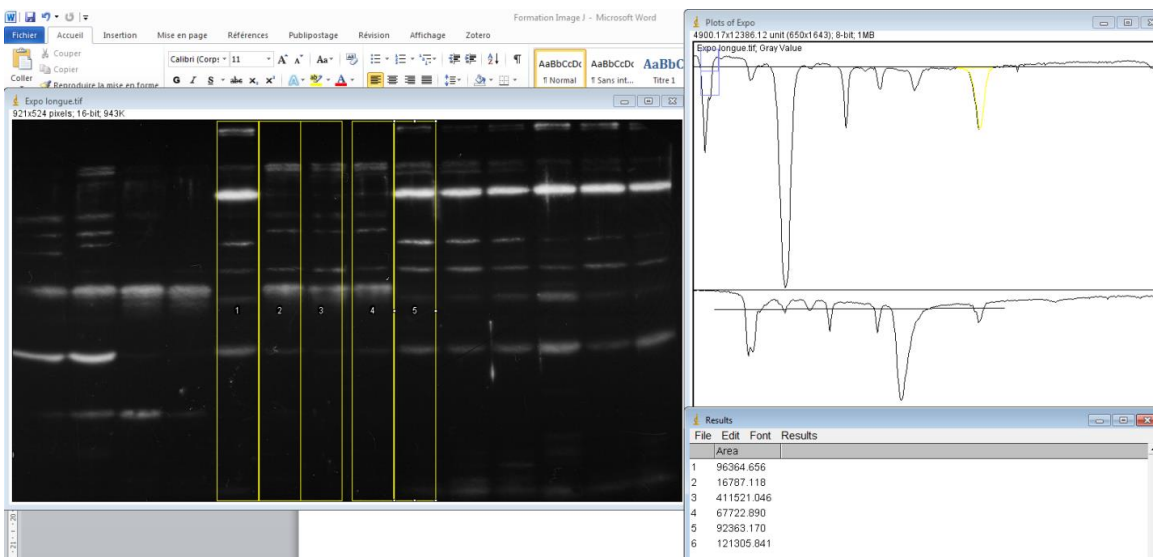 Formation Image J - Microsoft Word
Fichier Accueil Insertion Mise en page Références Publipostage Révision Affichage Zotero
Coller
Couper
Copier
Reproduire la mise en forme
Calibri (Corp: 11
G I S abc x₂ x²
AaBbCcDc AaBbCcDc AaBbC
¶ Normal ¶ Sans int... Titre 1
Expo longue.tif
921x524 pixels; 16-bit; 943K
1 2 3 4 5
Plots of Expo
4900.17x12386.12 unit (650x1643); 8-bit; 1MB
Expo longue.tif; Gray Value
Results
File Edit Font Results
Area
1 96364.656
2 16787.118
3 411521.046
4 67722.890
5 92363.170
6 121305.841